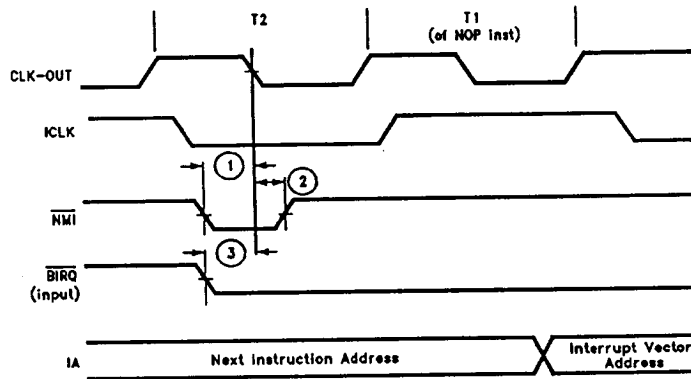 T2
T1
(of NOP inst)
CLK-OUT
ICLK
1
2
NMI
3
BIRQ
(input)
IA
Next Instruction Address
Interrupt Vector
Address